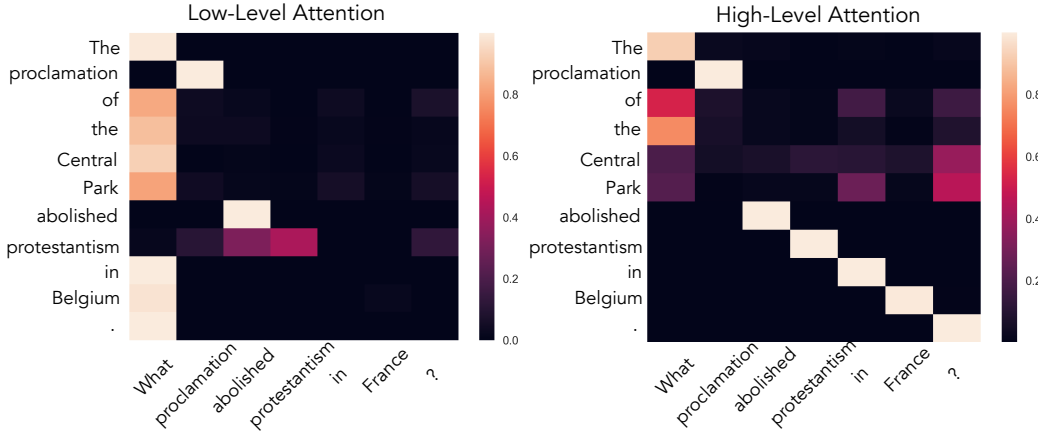 Low-Level Attention
The
proclamation
of
the
Central
Park
abolished
protestantism
in
Belgium
.
What
proclamation
abolished
protestantism
in
France
?
0.8
0.6
0.4
0.2
0.0
High-Level Attention
The
proclamation
of
the
Central
Park
abolished
protestantism
in
Belgium
.
What
proclamation
abolished
protestantism
in
France
?
0.8
0.6
0.4
0.2